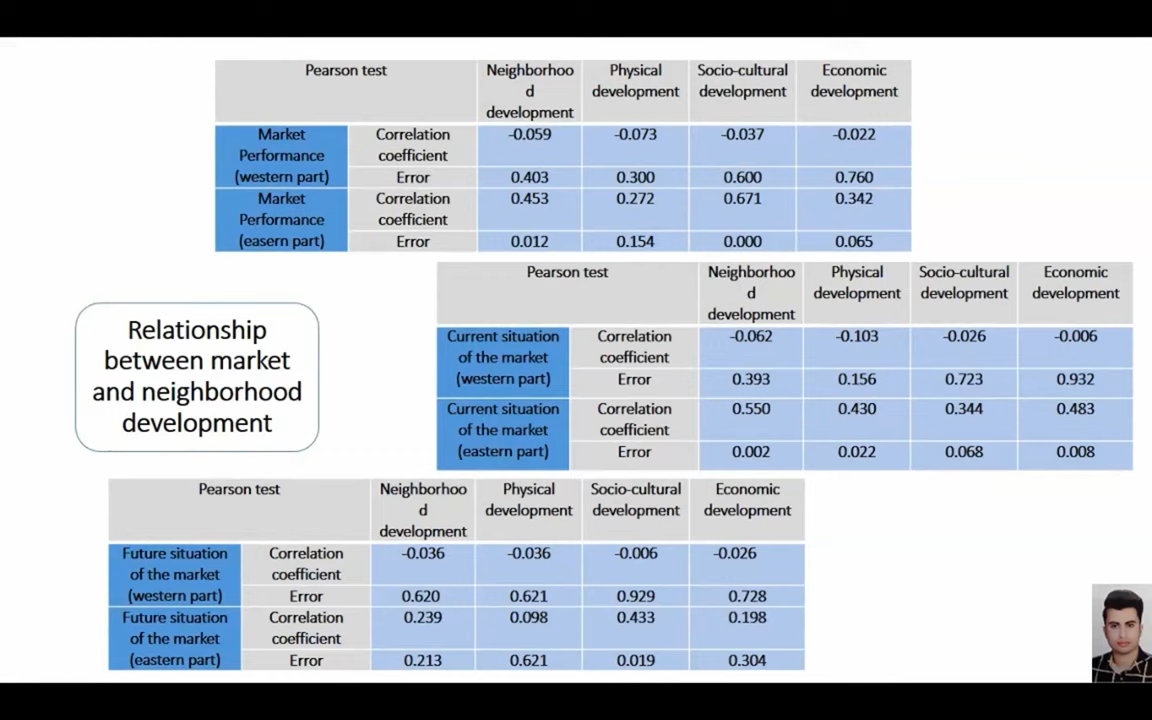 Pearson test Neighborhoo Physical Socio-cultural Economic
d development development development
development
Market Correlation -0.059 -0.073 -0.037 -0.022
Performance coefficient
(western part) Error 0.403 0.300 0.600 0.760
Market Correlation 0.453 0.272 0.671 0.342
Performance coefficient
(easern part) Error 0.012 0.154 0.000 0.065
Pearson test Neighborhoo Physical Socio-cultural Economic
d development development development
development
Current situation Correlation -0.062 -0.103 -0.026 -0.006
of the market coefficient
(western part) Error 0.393 0.156 0.723 0.932
Current situation Correlation 0.550 0.430 0.344 0.483
of the market coefficient
(eastern part) Error 0.002 0.022 0.068 0.008
Relationship
between market
and neighborhood
development
Pearson test Neighborhoo Physical Socio-cultural Economic
d development development development
development
Future situation Correlation -0.036 -0.036 -0.006 -0.026
of the market coefficient
(western part) Error 0.620 0.621 0.929 0.728
Future situation Correlation 0.239 0.098 0.433 0.198
of the market coefficient
(eastern part) Error 0.213 0.621 0.019 0.304